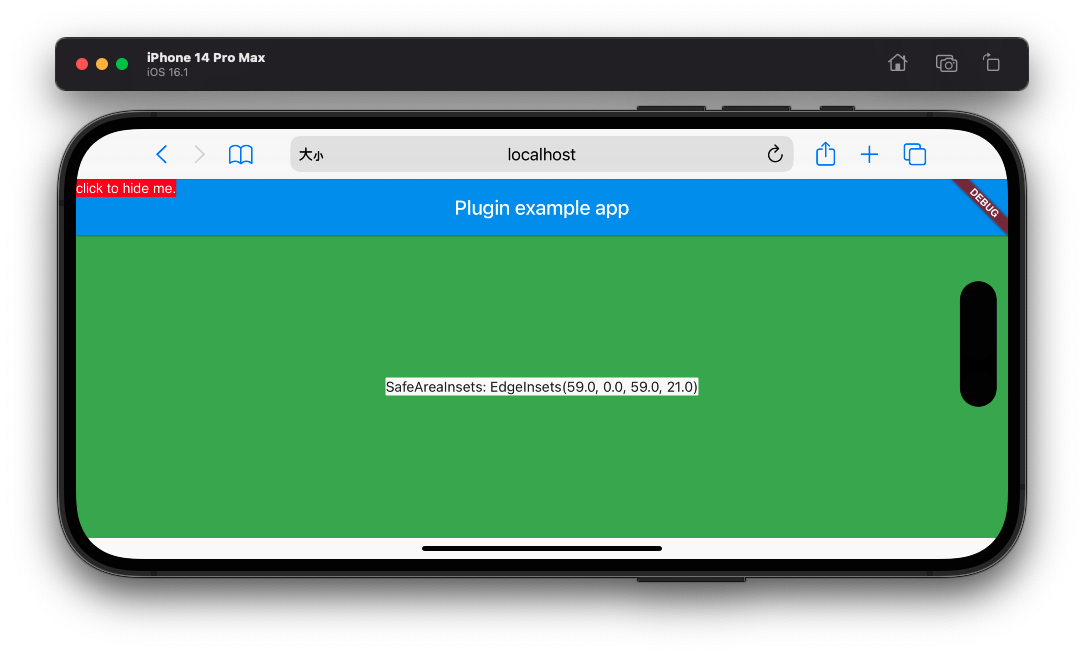 iPhone 14 Pro Max
iOS 16.1
大小 localhost
click to hide me.
Plugin example app
DEBUG
SafeAreaInsets: EdgeInsets(59.0, 0.0, 59.0, 21.0)